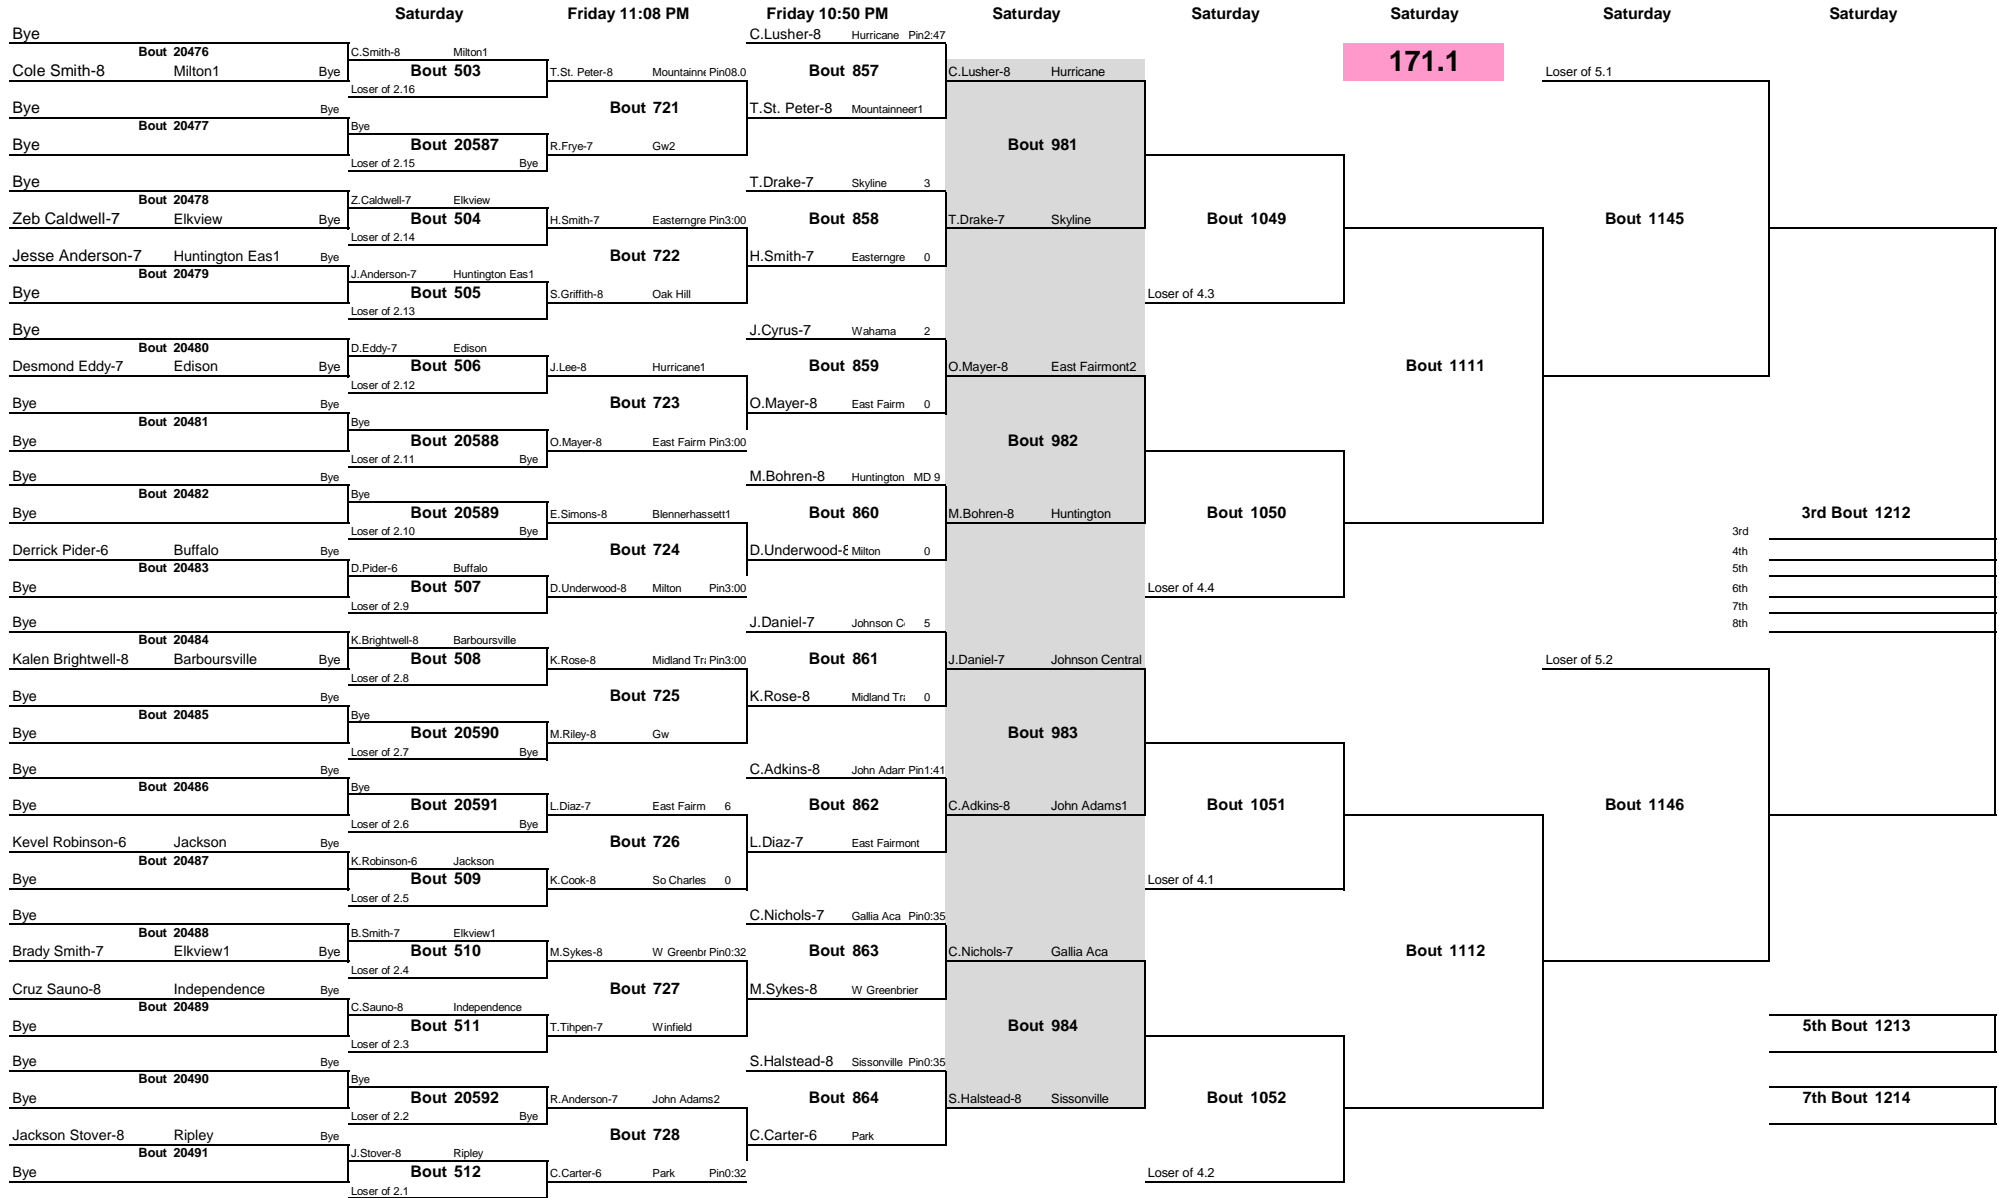 Saturday Friday 11:08 PM Friday 10:50 PM Saturday Saturday Saturday Saturday Saturday
171.1
Bye
Bout 20476
Cole Smith-8 Milton1 Bye
Bye Bye
Bout 20477
Bye
Bye
Bout 20478
Zeb Caldwell-7 Elkview Bye
Jesse Anderson-7 Huntington Eas1 Bye
Bout 20479
Bye
Bye
Bout 20480
Desmond Eddy-7 Edison Bye
Bye Bye
Bout 20481
Bye
Bye Bye
Bout 20482
Bye
Derrick Pider-6 Buffalo Bye
Bout 20483
Bye
Bye
Bout 20484
Kalen Brightwell-8 Barboursville Bye
Bye Bye
Bout 20485
Bye
Bye Bye
Bout 20486
Bye
Kevel Robinson-6 Jackson Bye
Bout 20487
Bye
Bye
Bout 20488
Brady Smith-7 Elkview1 Bye
Cruz Sauno-8 Independence Bye
Bout 20489
Bye
Bye Bye
Bout 20490
Bye
Jackson Stover-8 Ripley Bye
Bout 20491
Bye
C.Smith-8 Milton1
Bout 503
Loser of 2.16
Bye
Bout 20587
Loser of 2.15 Bye
Z.Caldwell-7 Elkview
Bout 504
Loser of 2.14
J.Anderson-7 Huntington Eas1
Bout 505
Loser of 2.13
D.Eddy-7 Edison
Bout 506
Loser of 2.12
Bye
Bout 20588
Loser of 2.11 Bye
Bye
Bout 20589
Loser of 2.10 Bye
D.Pider-6 Buffalo
Bout 507
Loser of 2.9
K.Brightwell-8 Barboursville
Bout 508
Loser of 2.8
Bye
Bout 20590
Loser of 2.7 Bye
Bye
Bout 20591
Loser of 2.6 Bye
K.Robinson-6 Jackson
Bout 509
Loser of 2.5
B.Smith-7 Elkview1
Bout 510
Loser of 2.4
C.Sauno-8 Independence
Bout 511
Loser of 2.3
Bye
Bout 20592
Loser of 2.2 Bye
J.Stover-8 Ripley
Bout 512
Loser of 2.1
T.St. Peter-8 Mountainne Pin08.0
Bout 721
R.Frye-7 Gw2
H.Smith-7 Easterngre Pin3:00
Bout 722
S.Griffith-8 Oak Hill
J.Lee-8 Hurricane1
Bout 723
O.Mayer-8 East Fairm Pin3:00
E.Simons-8 Blennerhassett1
Bout 724
D.Underwood-8 Milton Pin3:00
K.Rose-8 Midland Tra Pin3:00
Bout 725
M.Riley-8 Gw
L.Diaz-7 East Fairm 6
Bout 726
K.Cook-8 So Charles 0
M.Sykes-8 W Greenbr Pin0:32
Bout 727
T.Tihpen-7 Winfield
R.Anderson-7 John Adams2
Bout 728
C.Carter-6 Park Pin0:32
C.Lusher-8 Hurricane Pin2:47
Bout 857
T.St. Peter-8 Mountainneer1
T.Drake-7 Skyline 3
Bout 858
H.Smith-7 Easterngre 0
J.Cyrus-7 Wahama 2
Bout 859
O.Mayer-8 East Fairm 0
M.Bohren-8 Huntington MD 9
Bout 860
D.Underwood-8 Milton 0
J.Daniel-7 Johnson C 5
Bout 861
K.Rose-8 Midland Tra 0
C.Adkins-8 John Adam Pin1:41
Bout 862
L.Diaz-7 East Fairmont
C.Nichols-7 Gallia Aca Pin0:35
Bout 863
M.Sykes-8 W Greenbrier
S.Halstead-8 Sissonville Pin0:35
Bout 864
C.Carter-6 Park
C.Lusher-8 Hurricane
Bout 981
T.Drake-7 Skyline
O.Mayer-8 East Fairmont2
Bout 982
M.Bohren-8 Huntington
J.Daniel-7 Johnson Central
Bout 983
C.Adkins-8 John Adams1
C.Nichols-7 Gallia Aca
Bout 984
S.Halstead-8 Sissonville
Bout 1049
Loser of 4.3
Bout 1050
Loser of 4.4
Bout 1051
Loser of 4.1
Bout 1052
Loser of 4.2
Bout 1111
Bout 1112
Loser of 5.1
Bout 1145
Loser of 5.2
Bout 1146
3rd Bout 1212
3rd
4th
5th
6th
7th
8th
5th Bout 1213
7th Bout 1214